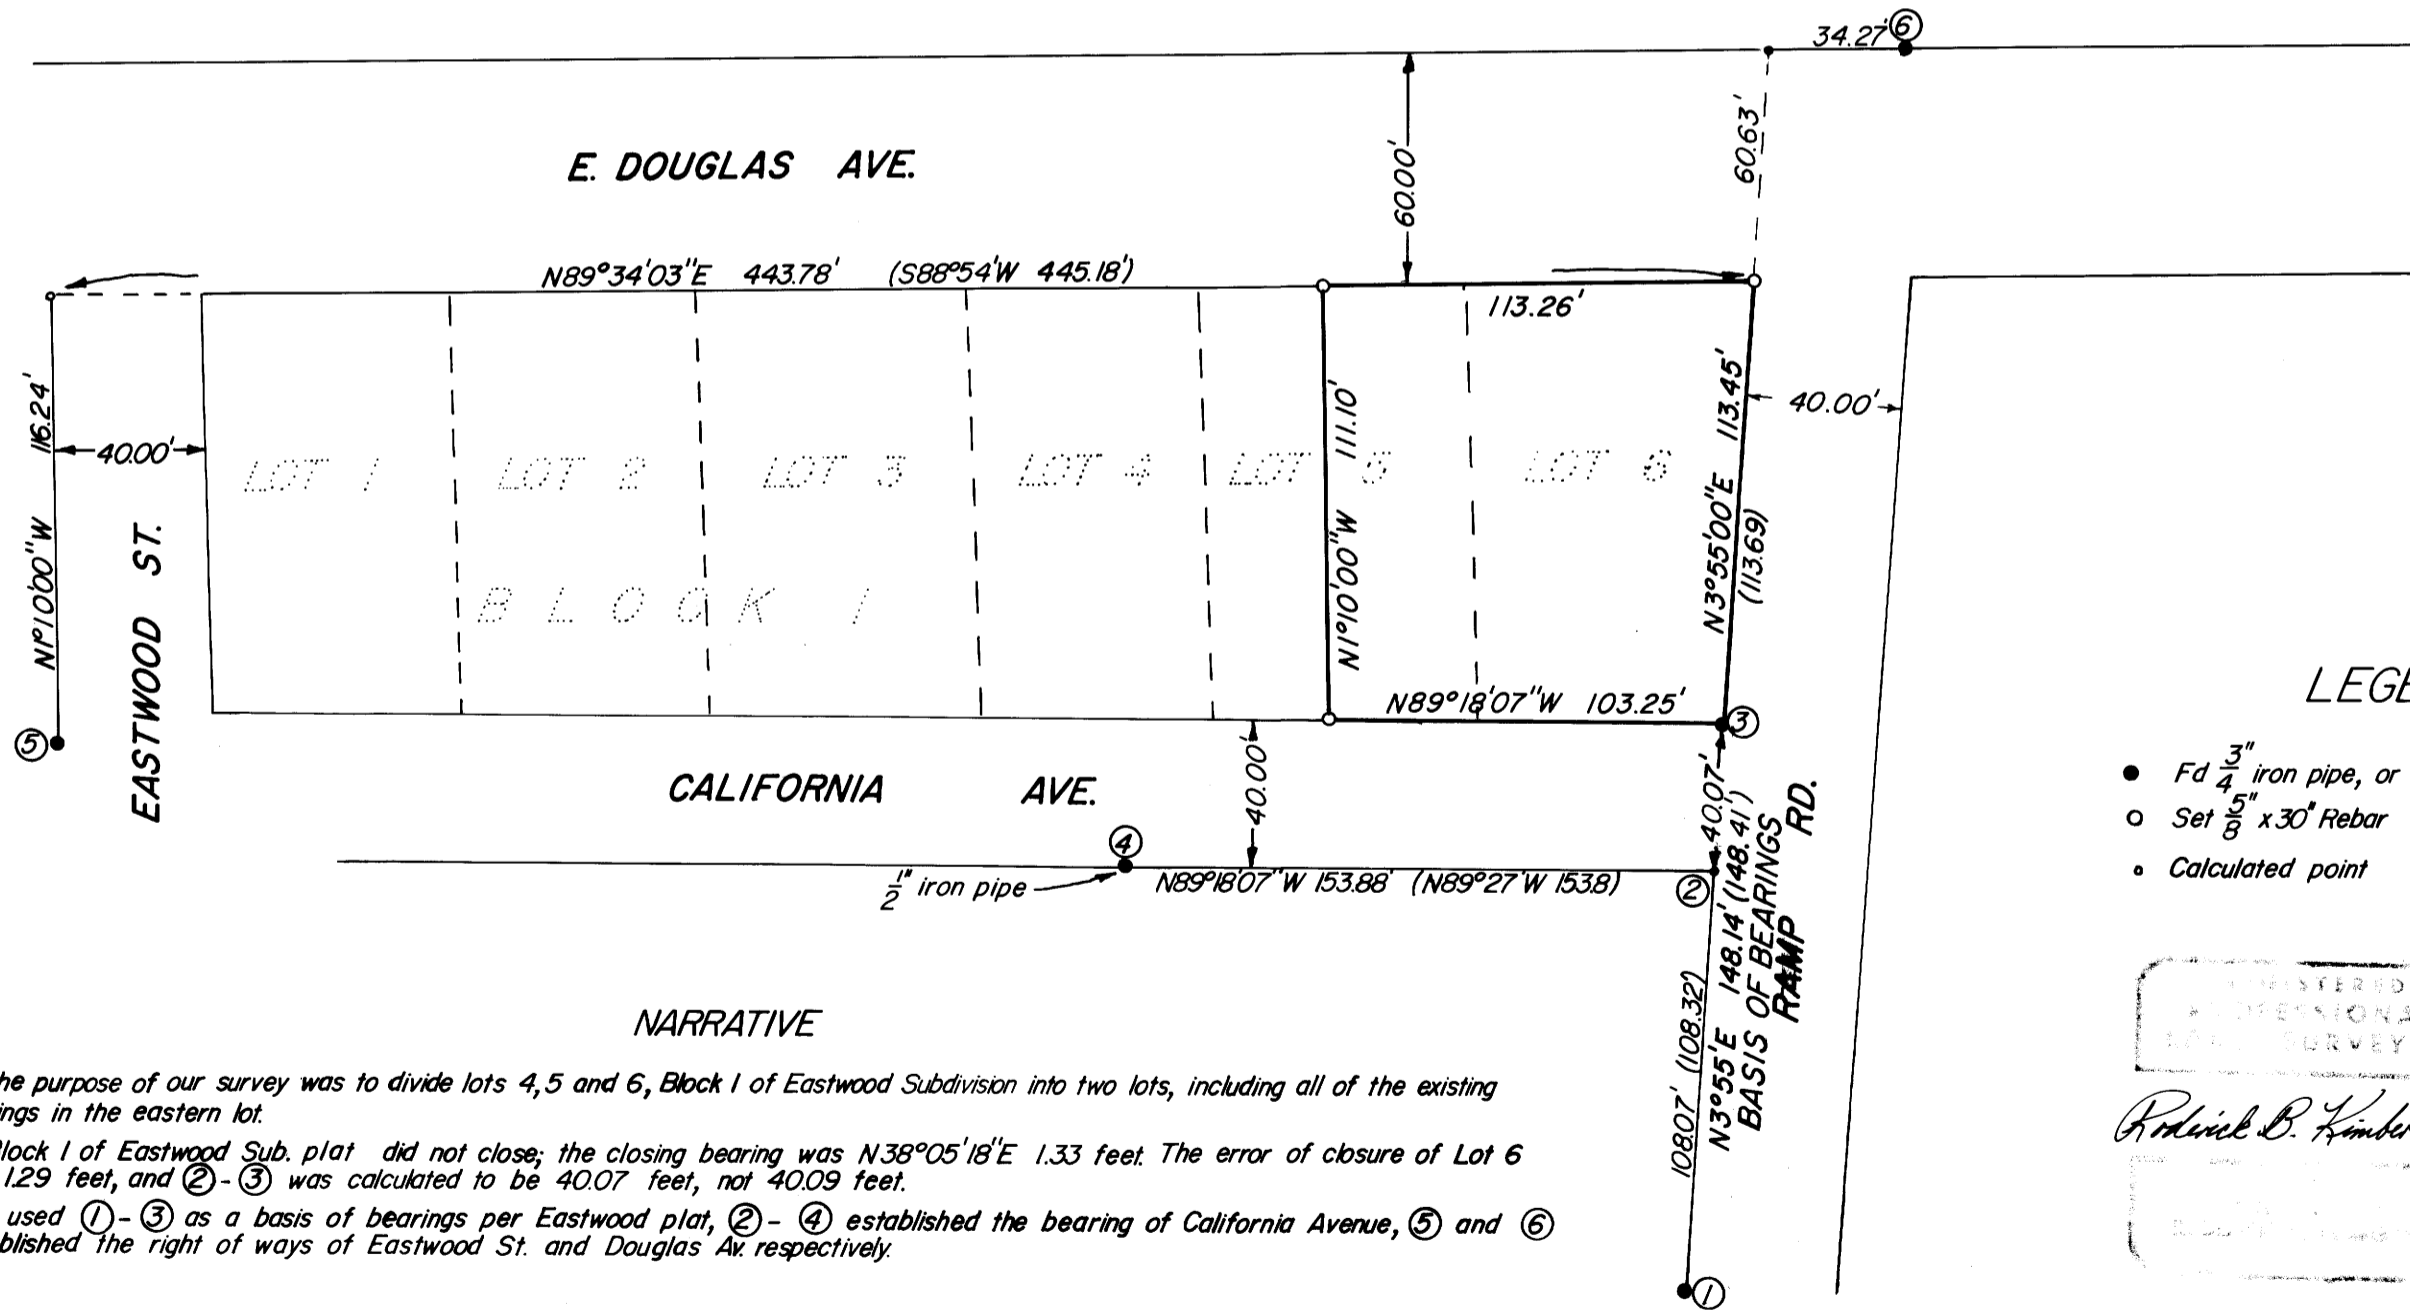 34.27'
6
60.63'
60.00'
E. DOUGLAS AVE.
N89°34'03"E 443.78' (S88°54'W 445.18')
113.26'
N1°10'00"W 116.24'
40.00'
EASTWOOD ST.
5
LOT 1
LOT 2
LOT 3
LOT 4
LOT 5
LOT 6
BLOCK 1
N1°10'00"W 111.10'
N3°55'00"E 113.45'
(113.69)
40.00'
N89°18'07"W 103.25'
3
CALIFORNIA AVE.
40.00'
40.07'
4
1/2" iron pipe
N89°18'07"W 153.88' (N89°27'W 153.8)
2
108.07' (108.32')
N3°55'E 148.14' (148.41')
BASIS OF BEARINGS
RAMP RD.
1
LEGE
Fd 3/4" iron pipe, or
Set 5/8" x 30" Rebar
Calculated point
NARRATIVE
he purpose of our survey was to divide lots 4, 5 and 6, Block 1 of Eastwood Subdivision into two lots, including all of the existing
ings in the eastern lot.
lock 1 of Eastwood Sub. plat did not close; the closing bearing was N38°05'18"E 1.33 feet. The error of closure of Lot 6
1.29 feet, and 2 - 3 was calculated to be 40.07 feet, not 40.09 feet.
used 1 - 3 as a basis of bearings per Eastwood plat, 2 - 4 established the bearing of California Avenue, 5 and 6
blished the right of ways of Eastwood St. and Douglas Av. respectively.
ISTERED
OFESSIONA
SURVEY
Roderick B. Kimber